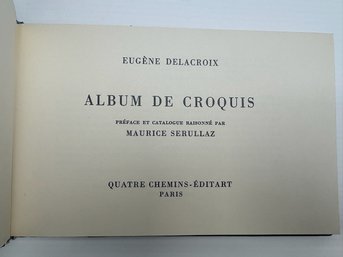 EUGÈNE DELACROIX
ALBUM DE CROQUIS
PRÉFACE ET CATALOGUE RAISONNÉ PAR
MAURICE SERULLAZ
QUATRE CHEMINS-ÉDITART
PARIS